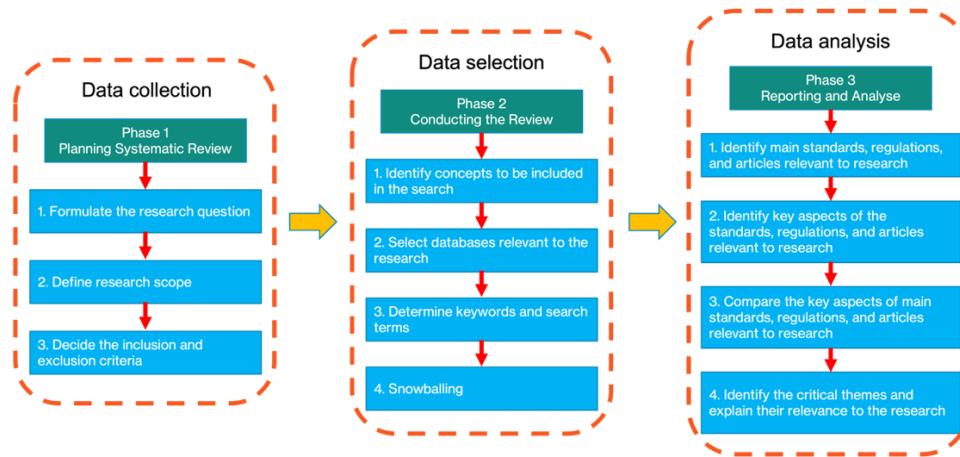 Data collection
Phase 1
Planning Systematic Review
1. Formulate the research question
2. Define research scope
3. Decide the inclusion and
exclusion criteria
Data selection
Phase 2
Conducting the Review
1. Identify concepts to be included
in the search
2. Select databases relevant to the
research
3. Determine keywords and search
terms
4. Snowballing
Data analysis
Phase 3
Reporting and Analyse
1. Identify main standards, regulations,
and articles relevant to research
2. Identify key aspects of the
standards, regulations, and articles
relevant to research
3. Compare the key aspects of main
standards, regulations, and articles
relevant to research
4. Identify the critical themes and
explain their relevance to the research